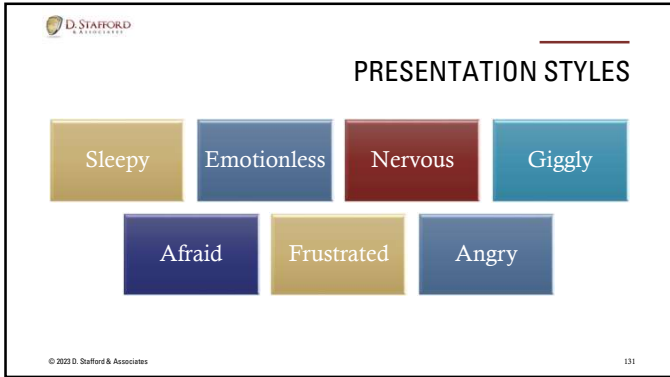 D. STAFFORD
& ASSOCIATES
PRESENTATION STYLES
Sleepy
Emotionless
Nervous
Giggly
Afraid
Frustrated
Angry
© 2023 D. Stafford & Associates
131